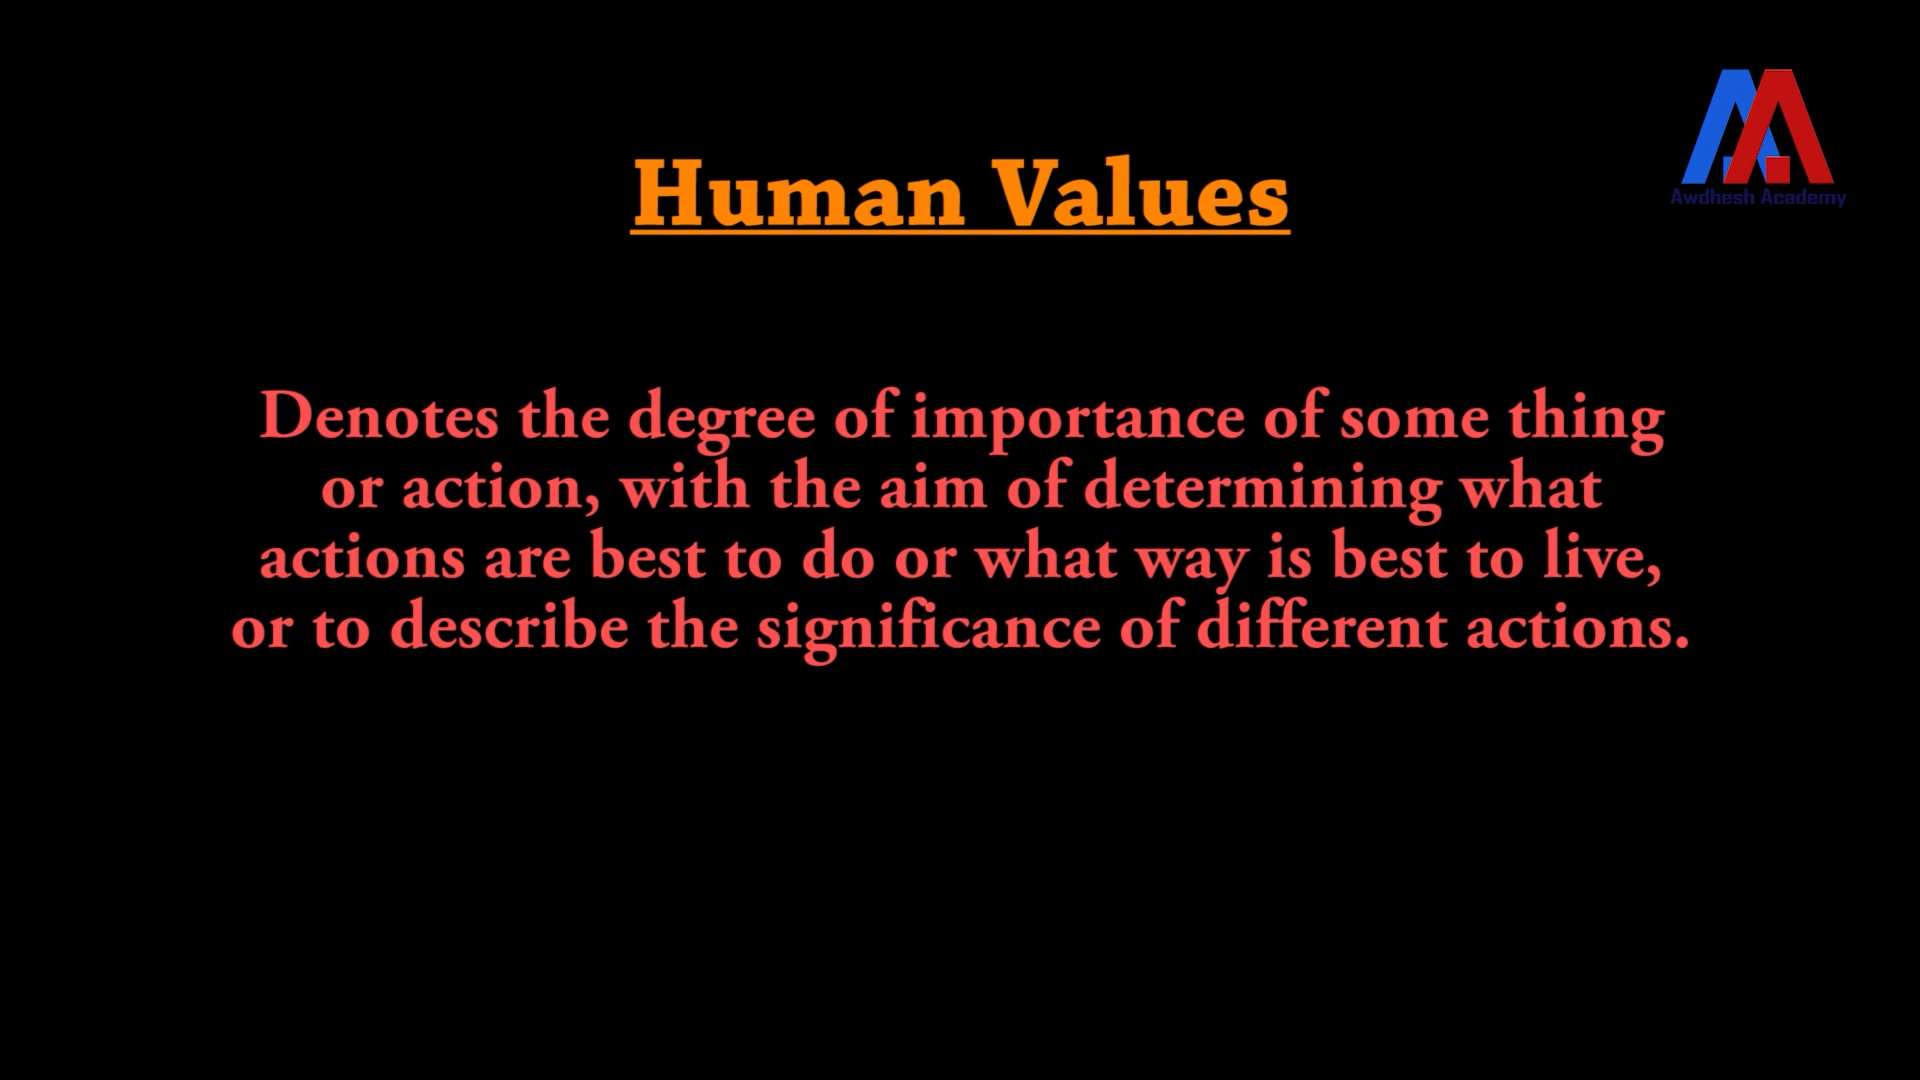 Human Values
Awdhesh Academy
Denotes the degree of importance of some thing
or action, with the aim of determining what
actions are best to do or what way is best to live,
or to describe the significance of different actions.